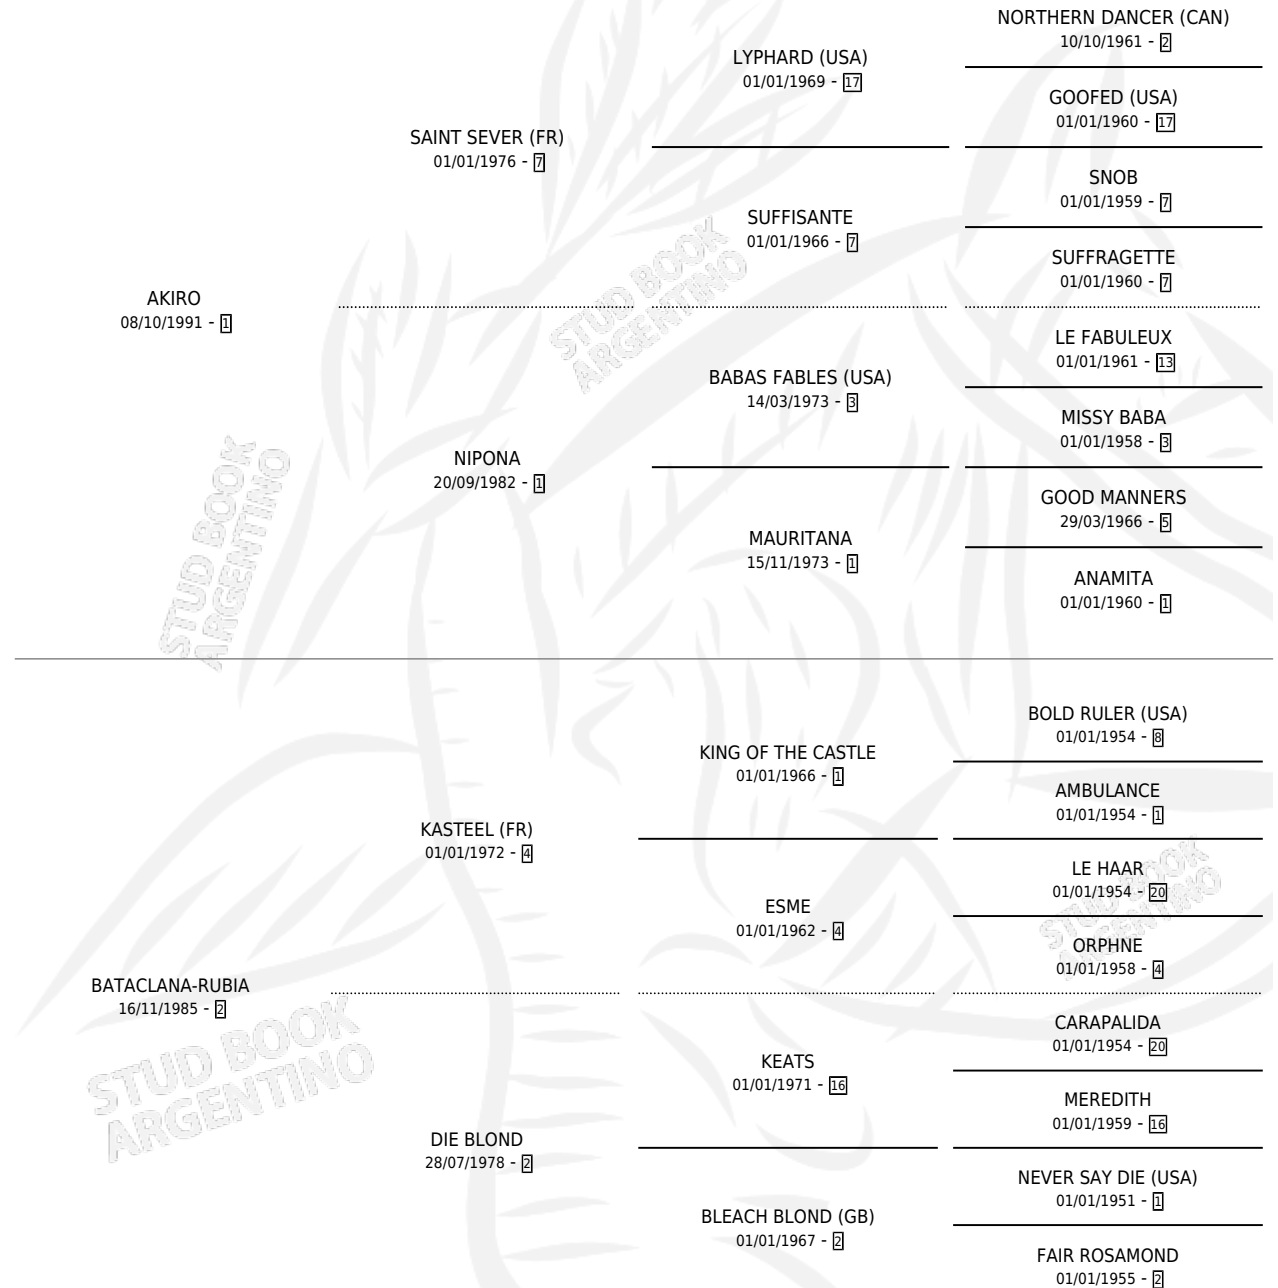 NORTHERN DANCER (CAN)
10/10/1961 - 2
LYPHARD (USA)
01/01/1969 - 17
GOOFED (USA)
01/01/1960 - 17
SAINT SEVER (FR)
01/01/1976 - 7
SNOB
01/01/1959 - 7
SUFFISANTE
01/01/1966 - 7
SUFFRAGETTE
01/01/1960 - 7
STUD BOOK
ARGENTINO
AKIRO
08/10/1991 - 1
LE FABULEUX
01/01/1961 - 13
BABAS FABLES (USA)
14/03/1973 - 3
MISSY BABA
01/01/1958 - 3
NIPONA
20/09/1982 - 1
GOOD MANNERS
29/03/1966 - 5
MAURITANA
15/11/1973 - 1
ANAMITA
01/01/1960 - 1
STUD BOOK
ARGENTINO
BOLD RULER (USA)
01/01/1954 - 8
KING OF THE CASTLE
01/01/1966 - 1
AMBULANCE
01/01/1954 - 1
KASTEEL (FR)
01/01/1972 - 4
LE HAAR
01/01/1954 - 20
ESME
01/01/1962 - 4
ORPHNE
01/01/1958 - 4
STUD BOOK
ARGENTINO
BATACLANA-RUBIA
16/11/1985 - 2
CARAPALIDA
01/01/1954 - 20
KEATS
01/01/1971 - 16
MEREDITH
01/01/1959 - 16
STUD BOOK
ARGENTINO
DIE BLOND
28/07/1978 - 2
NEVER SAY DIE (USA)
01/01/1951 - 1
BLEACH BLOND (GB)
01/01/1967 - 2
FAIR ROSAMOND
01/01/1955 - 2